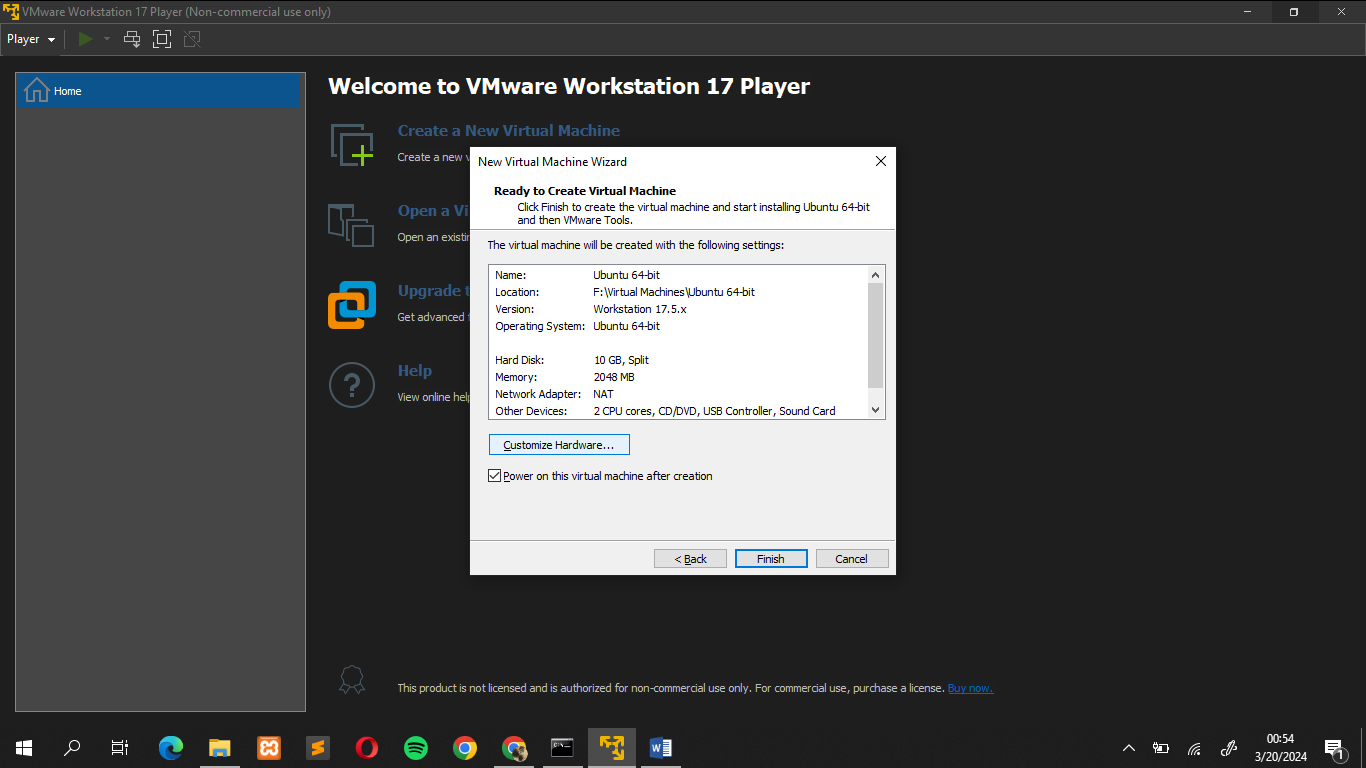 VMware Workstation 17 Player (Non-commercial use only)
Player
Home
Welcome to VMware Workstation 17 Player
Create a New Virtual Machine
Create a new v
Open a Vi
Open an existin
Upgrade t
Get advanced f
Help
?
View online help
New Virtual Machine Wizard
Ready to Create Virtual Machine
Click Finish to create the virtual machine and start installing Ubuntu 64-bit
and then VMware Tools.
The virtual machine will be created with the following settings:
Name: Ubuntu 64-bit
Location: F:\Virtual Machines\Ubuntu 64-bit
Version: Workstation 17.5.x
Operating System: Ubuntu 64-bit
Hard Disk: 10 GB, Split
Memory: 2048 MB
Network Adapter: NAT
Other Devices: 2 CPU cores, CD/DVD, USB Controller, Sound Card
Customize Hardware...
Power on this virtual machine after creation
< Back Finish Cancel
This product is not licensed and is authorized for non-commercial use only. For commercial use, purchase a license. Buy now.
00:54
3/20/2024
1